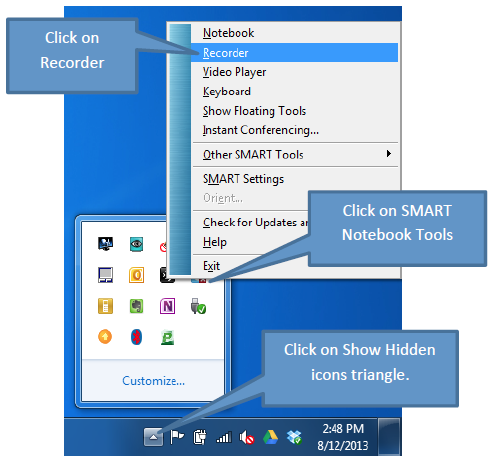 Click on
Recorder
Notebook
Recorder
Video Player
Keyboard
Show Floating Tools
Instant Conferencing...
Other SMART Tools
SMART Settings
Orient...
Check for Updates an
Help
Exit
Click on SMART
Notebook Tools
Customize...
Click on Show Hidden
icons triangle.
2:48 PM
8/12/2013